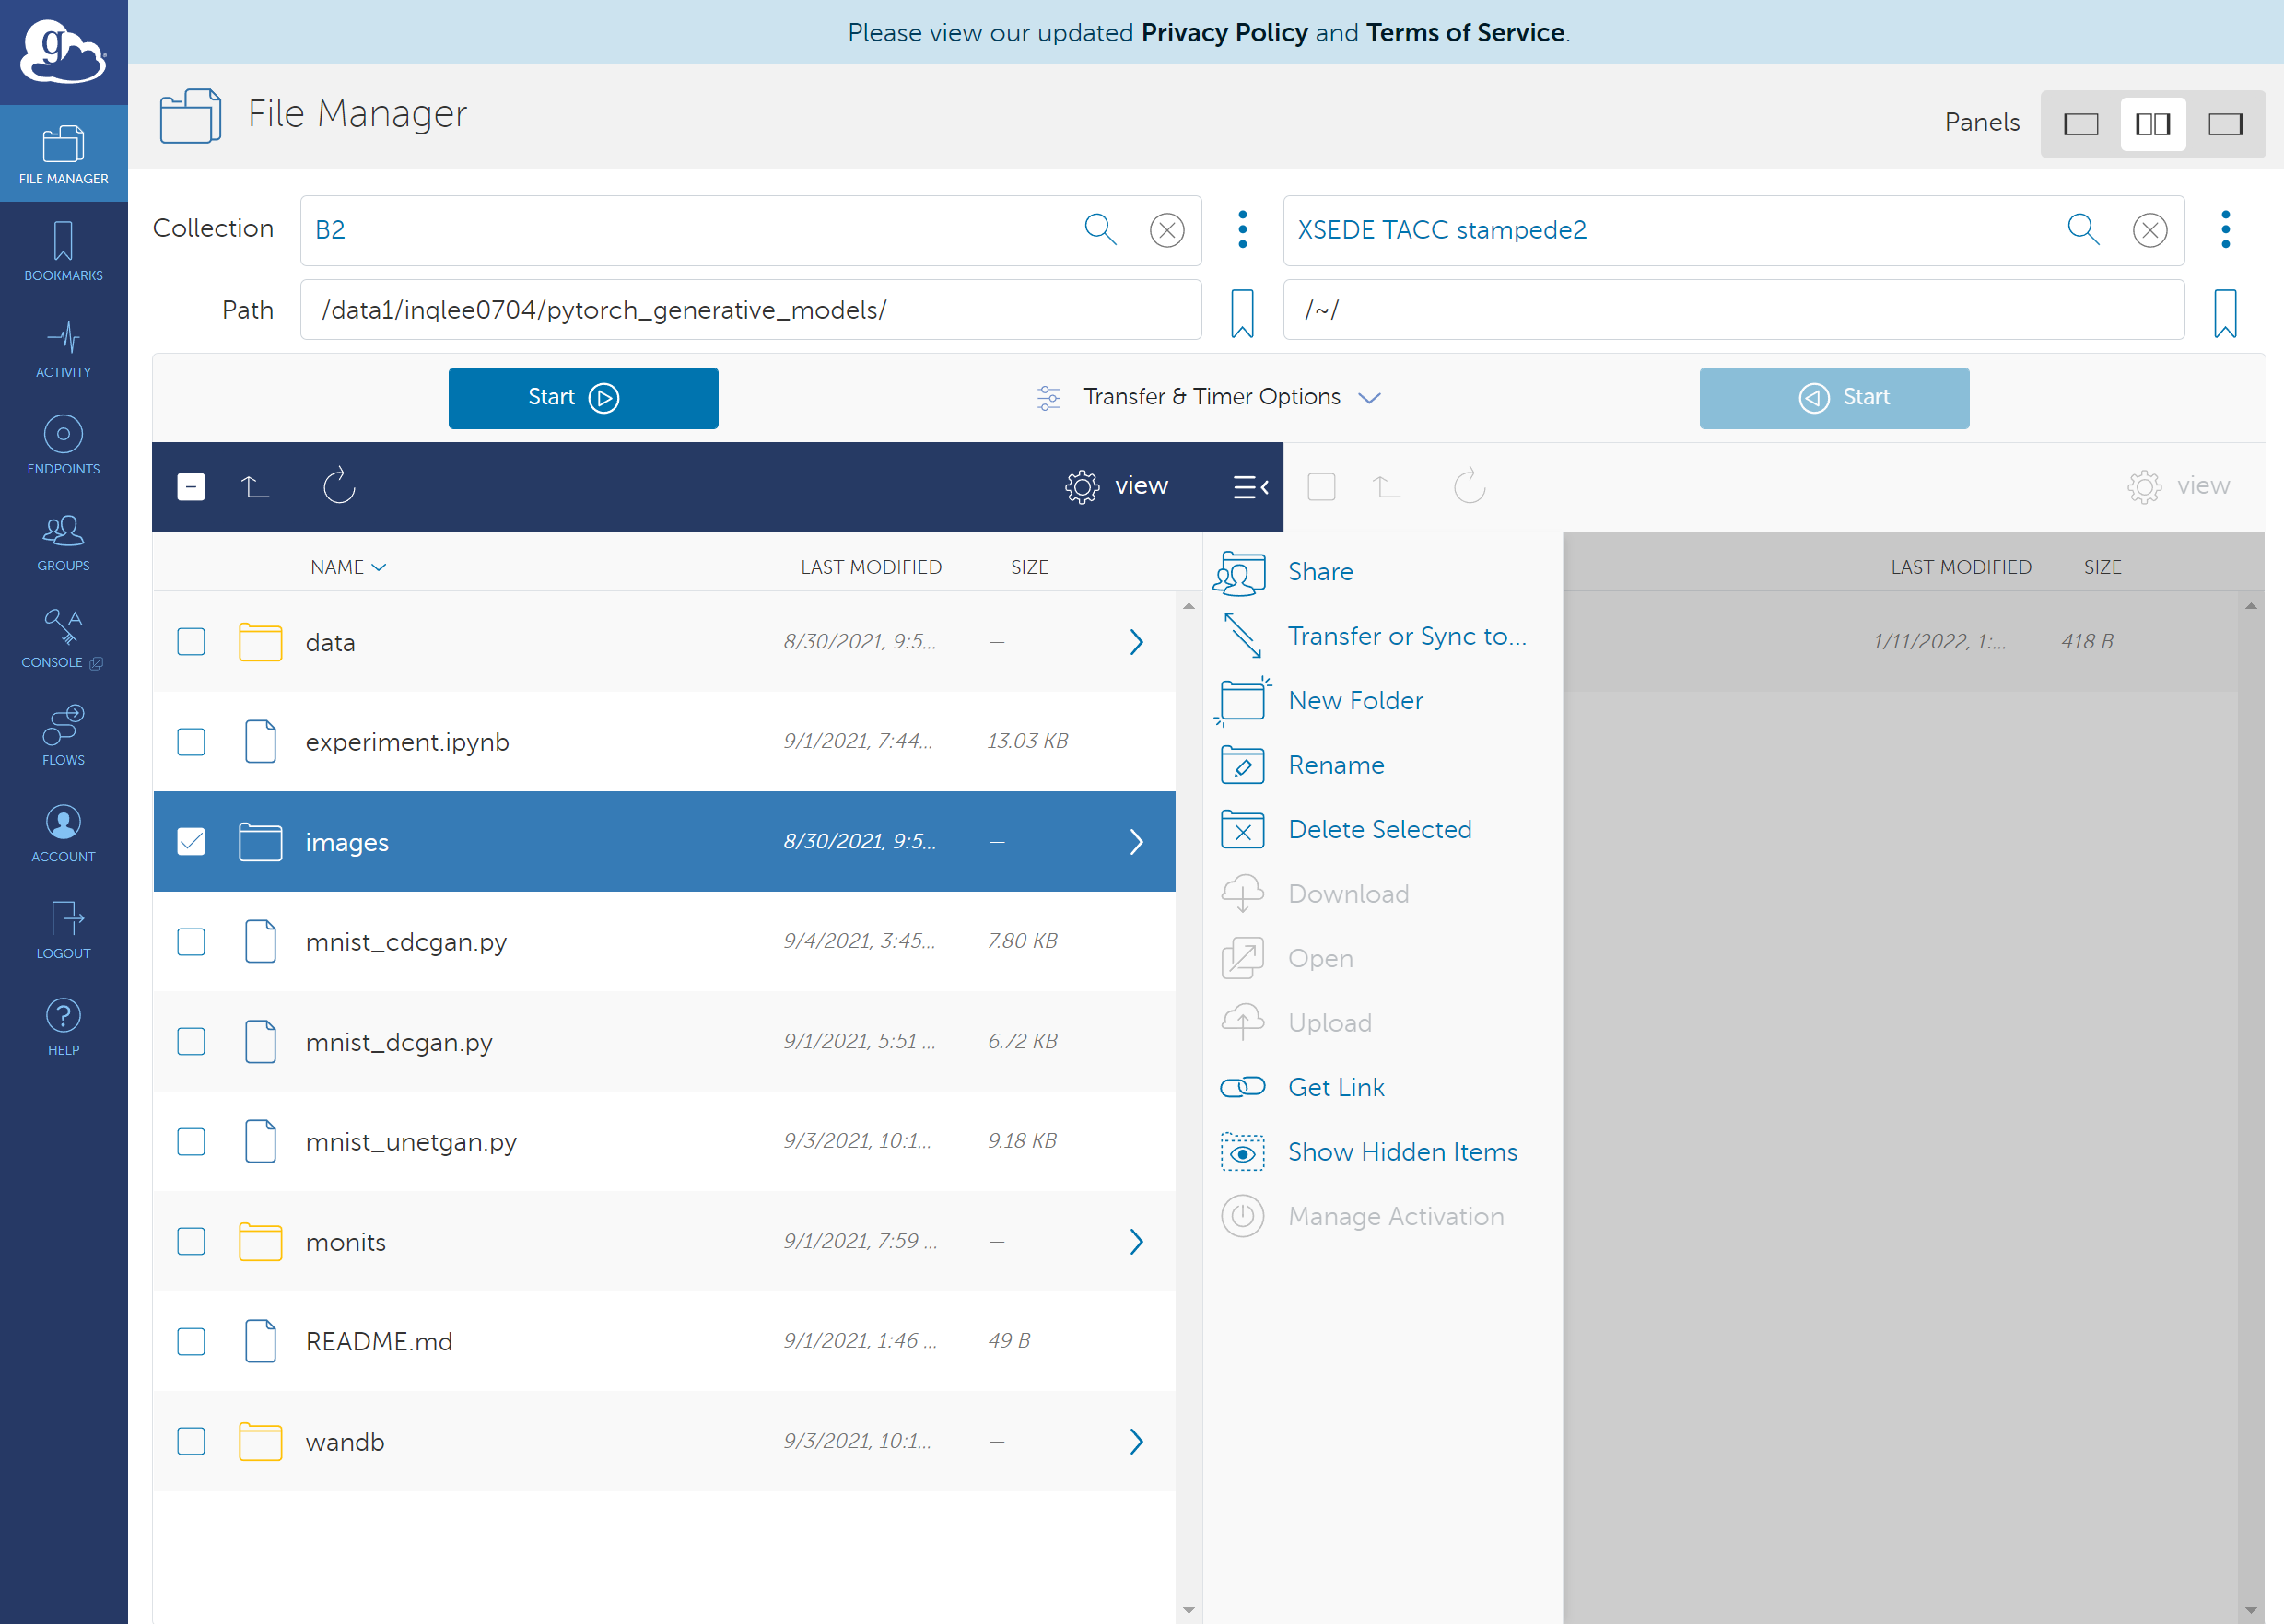 Please view our updated Privacy Policy and Terms of Service.
g
File Manager
Panels
FILE MANAGER
BOOKMARKS
ACTIVITY
ENDPOINTS
GROUPS
CONSOLE
FLOWS
ACCOUNT
LOGOUT
HELP
Collection B2 XSEDE TACC stampede2
Path /data1/inqlee0704/pytorch_generative_models/ /~/
Start Transfer & Timer Options Start
view view
NAME LAST MODIFIED SIZE LAST MODIFIED SIZE
data 8/30/2021, 9:5... — 1/11/2022, 1:... 418 B
experiment.ipynb 9/1/2021, 7:44... 13.03 KB
images 8/30/2021, 9:5... —
mnist_cdcgan.py 9/4/2021, 3:45... 7.80 KB
mnist_dcgan.py 9/1/2021, 5:51 ... 6.72 KB
mnist_unetgan.py 9/3/2021, 10:1... 9.18 KB
monits 9/1/2021, 7:59 ... —
README.md 9/1/2021, 1:46 ... 49 B
wandb 9/3/2021, 10:1... —
Share
Transfer or Sync to...
New Folder
Rename
Delete Selected
Download
Open
Upload
Get Link
Show Hidden Items
Manage Activation